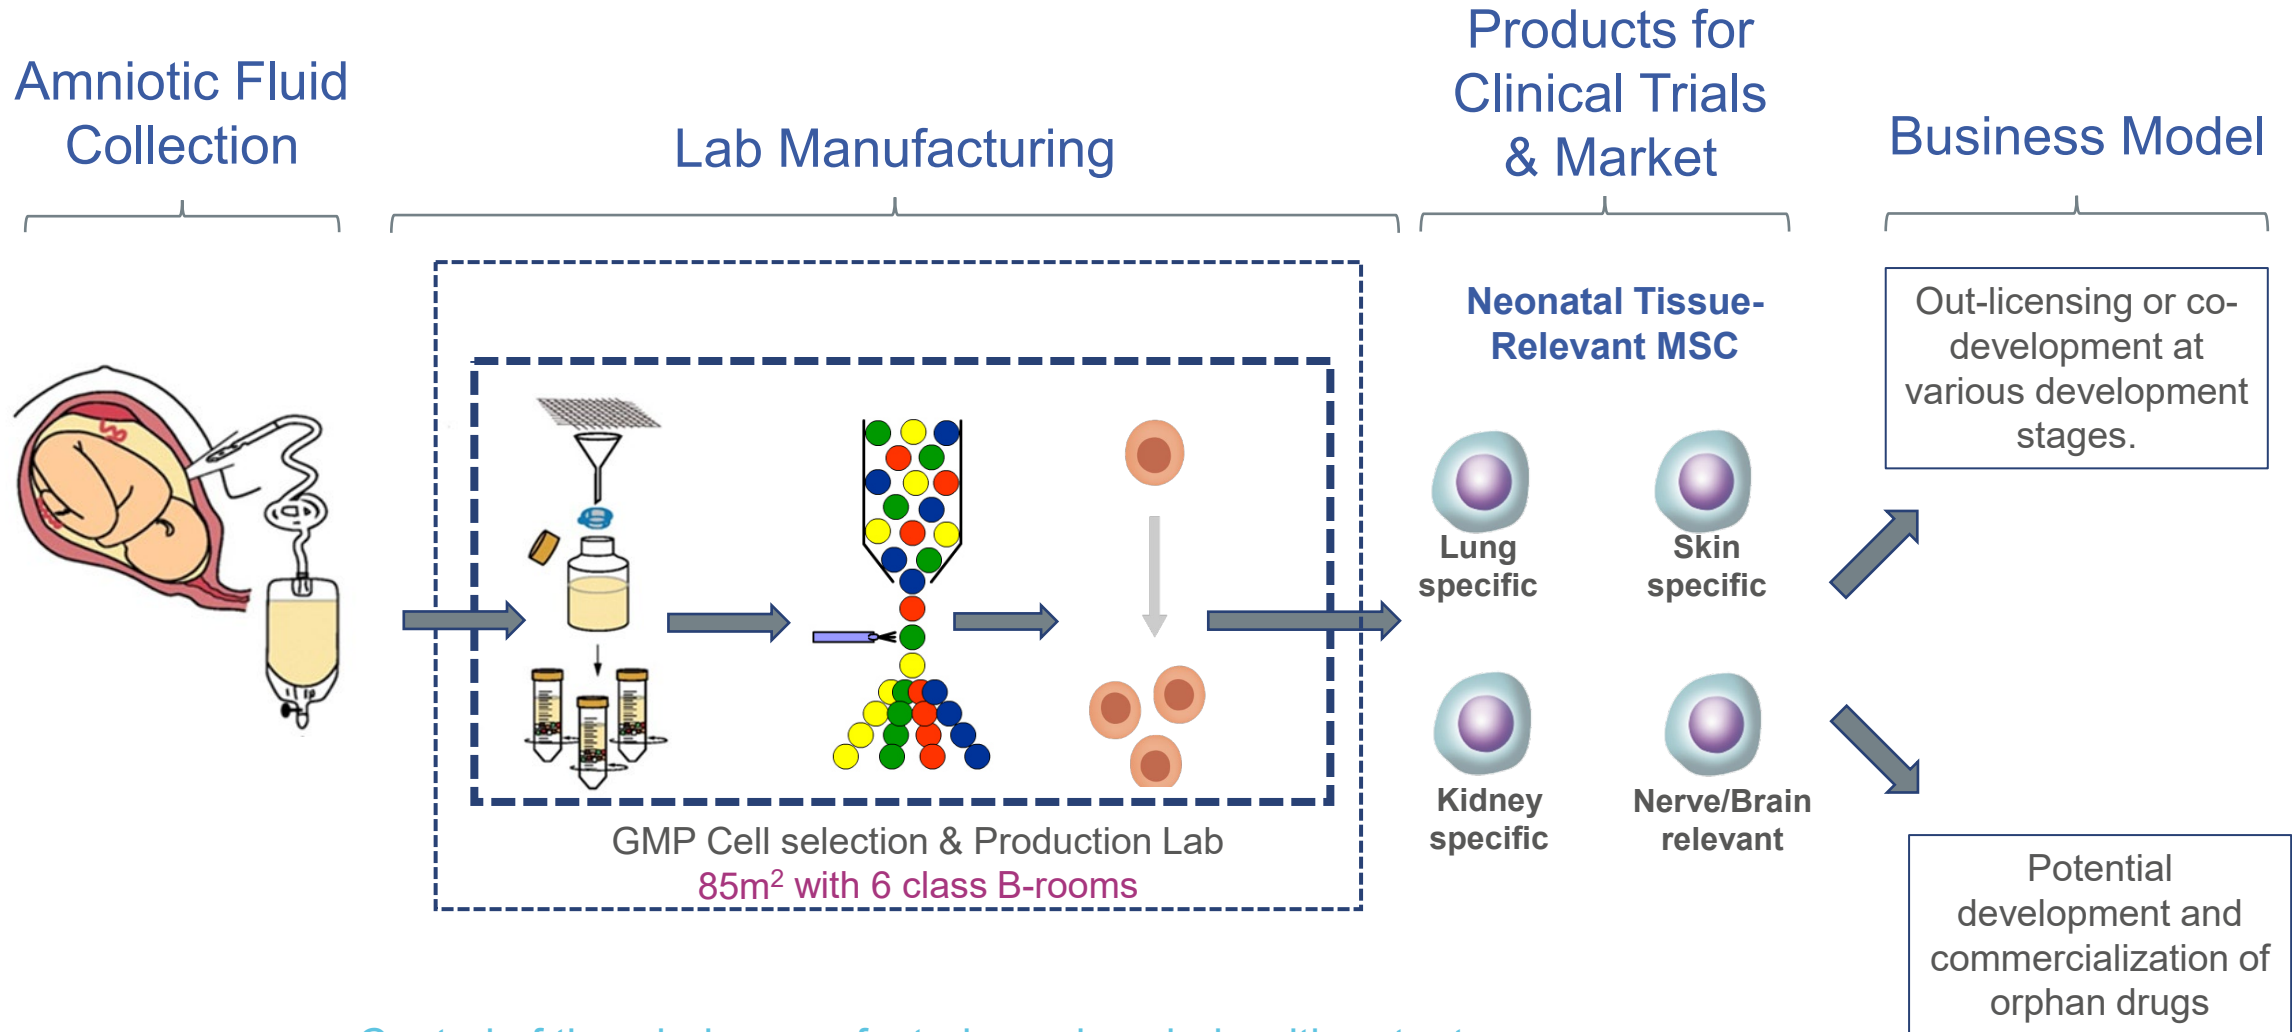 Amniotic Fluid
Collection
Lab Manufacturing
Products for
Clinical Trials
& Market
Business Model
Neonatal Tissue-
Relevant MSC
Lung
specific
Skin
specific
Kidney
specific
Nerve/Brain
relevant
GMP Cell selection & Production Lab
85m² with 6 class B-rooms
Out-licensing or co-
development at
various development
stages.
Potential
development and
commercialization of
orphan drugs